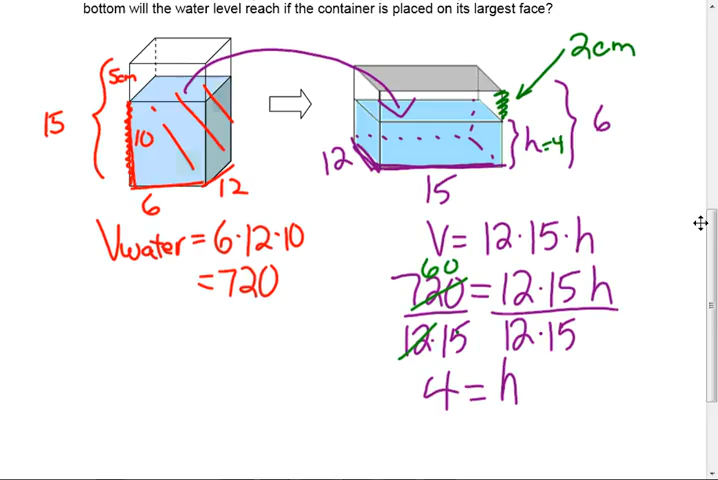 bottom will the water level reach if the container is placed on its largest face?
5cm
15
10
6
12
2cm
6
h=4
12
15
Vwater = 6·12·10
= 720
V = 12·15·h
60
720 = 12·15 h
12·15 12·15
4 = h